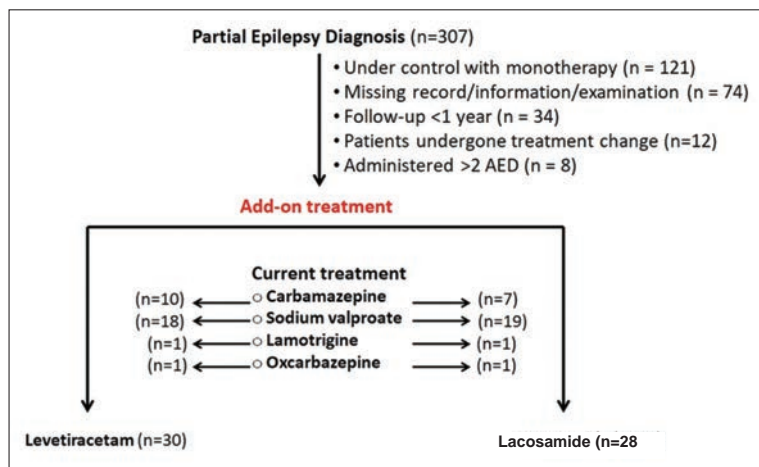 Partial Epilepsy Diagnosis (n=307)
• Under control with monotherapy (n = 121)
• Missing record/information/examination (n = 74)
• Follow-up <1 year (n = 34)
• Patients undergone treatment change (n=12)
• Administered >2 AED (n = 8)
Add-on treatment
Current treatment
(n=10) ○ Carbamazepine (n=7)
(n=18) ○ Sodium valproate (n=19)
(n=1) ○ Lamotrigine (n=1)
(n=1) ○ Oxcarbazepine (n=1)
Levetiracetam (n=30) Lacosamide (n=28